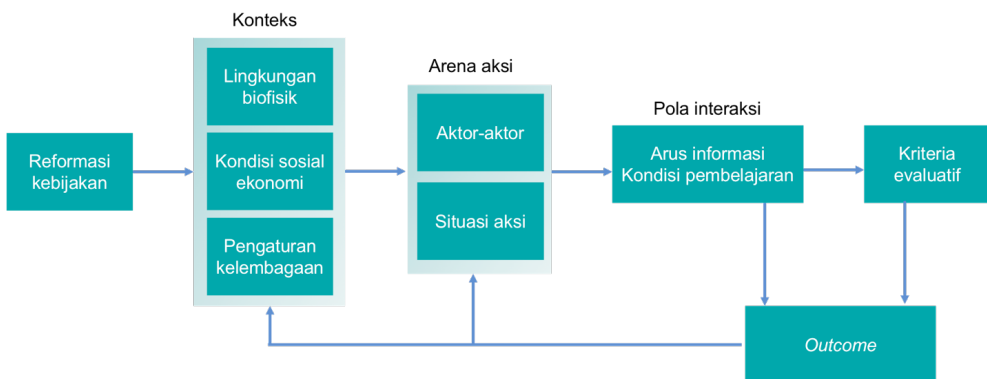 Konteks
Lingkungan
biofisik
Kondisi sosial
ekonomi
Pengaturan
kelembagaan
Reformasi
kebijakan
Arena aksi
Aktor-aktor
Situasi aksi
Pola interaksi
Arus informasi
Kondisi pembelajaran
Kriteria
evaluatif
Outcome